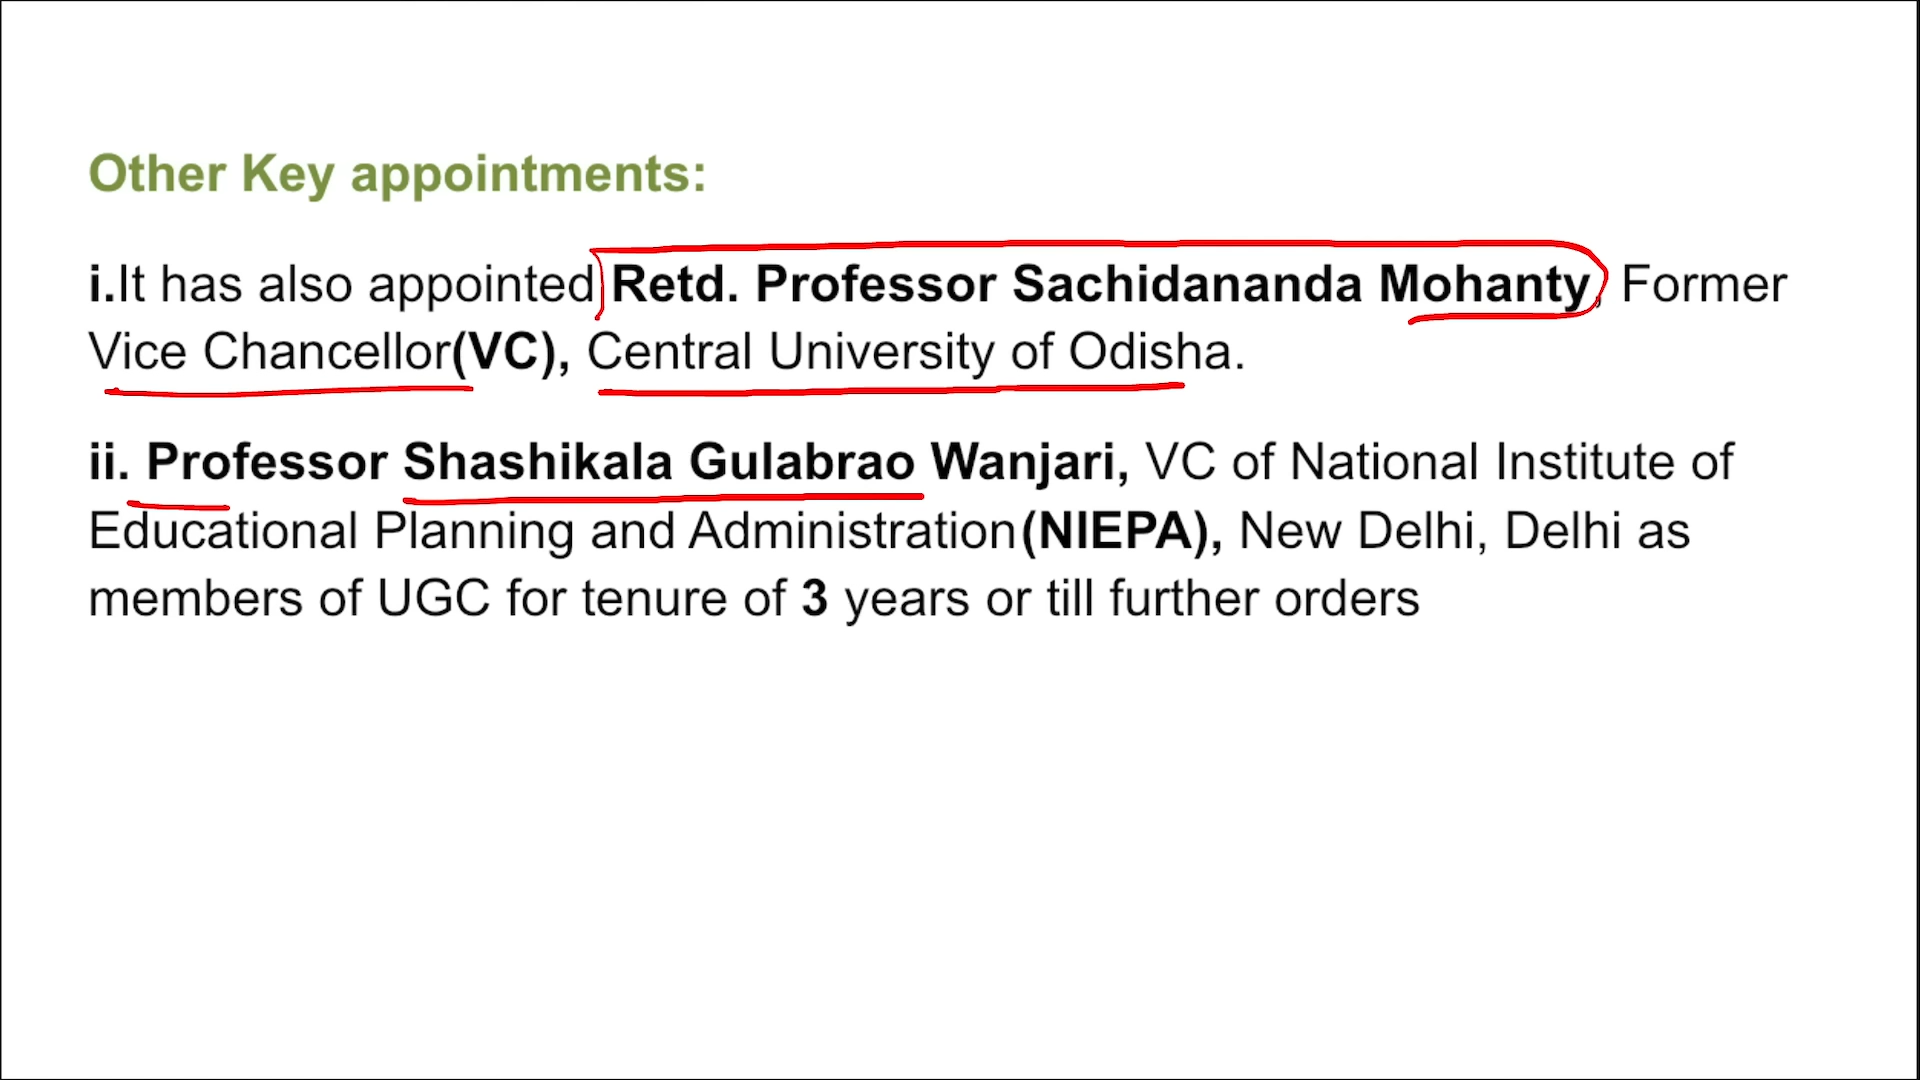 Other Key appointments:
i.It has also appointed Retd. Professor Sachidananda Mohanty, Former
Vice Chancellor(VC), Central University of Odisha.
ii. Professor Shashikala Gulabrao Wanjari, VC of National Institute of
Educational Planning and Administration(NIEPA), New Delhi, Delhi as
members of UGC for tenure of 3 years or till further orders